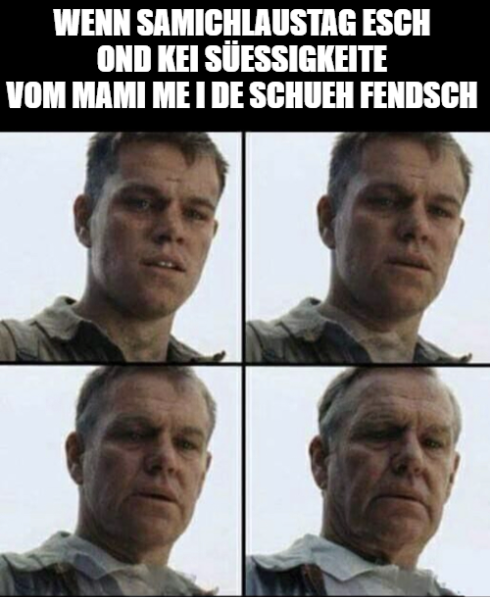 WENN SAMICHLAUSTAG ESCH
OND KEI SÜESSIGKEITE
VOM MAMI ME I DE SCHUEH FENDSCH